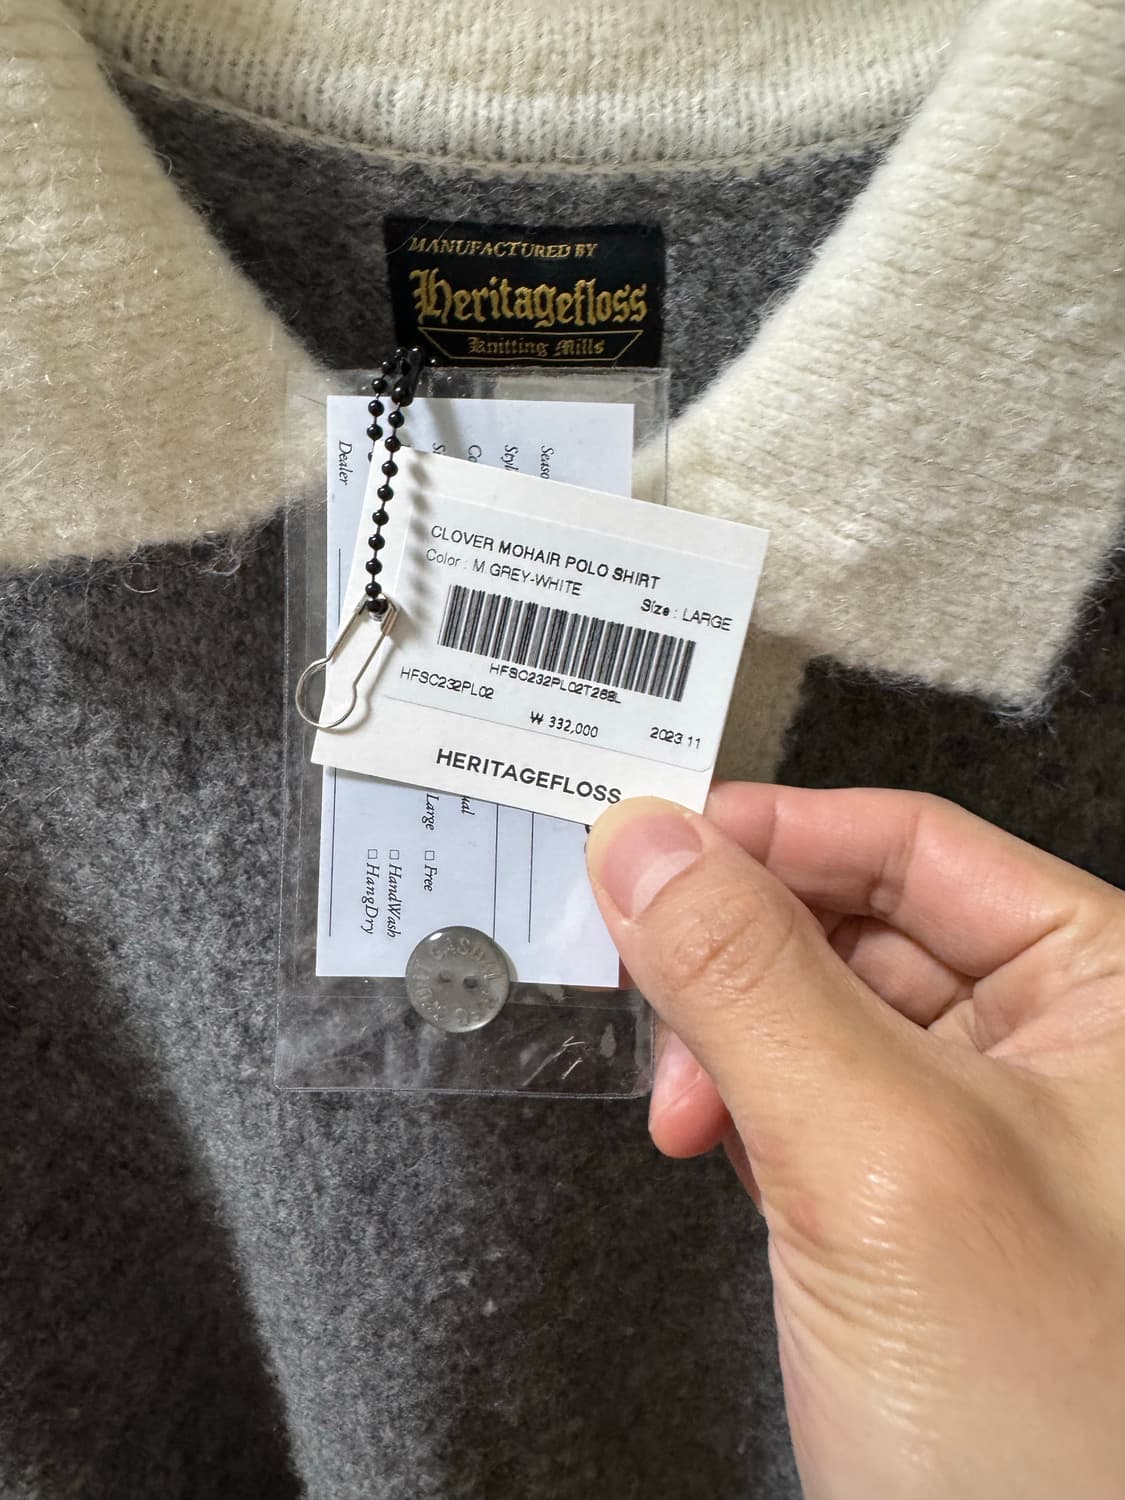 MANUFACTURED BY
Heritagefloss
Knitting Mills
Dealer
CLOVER MOHAIR POLO SHIRT
Color : M GREY-WHITE
Size : LARGE
HFSC232PL02T268L
HFSC232PL02
₩ 332,000
2023.11
HERITAGEFLOSS
Large □ Free
□ HandWash
□ HangDry